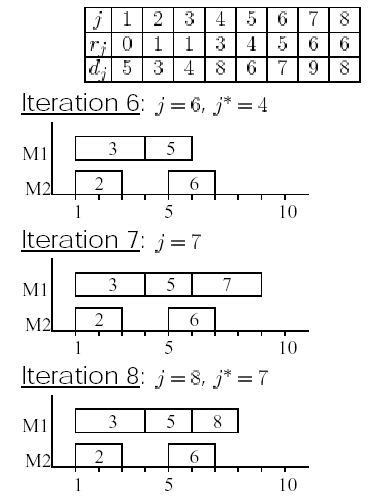 j 1 2 3 4 5 6 7 8
r_j 0 1 1 3 4 5 6 6
d_j 5 3 4 8 6 7 9 8
Iteration 6: j = 6, j* = 4
M1 3 5
M2 2 6
1 5 10
Iteration 7: j = 7
M1 3 5 7
M2 2 6
1 5 10
Iteration 8: j = 8, j* = 7
M1 3 5 8
M2 2 6
1 5 10